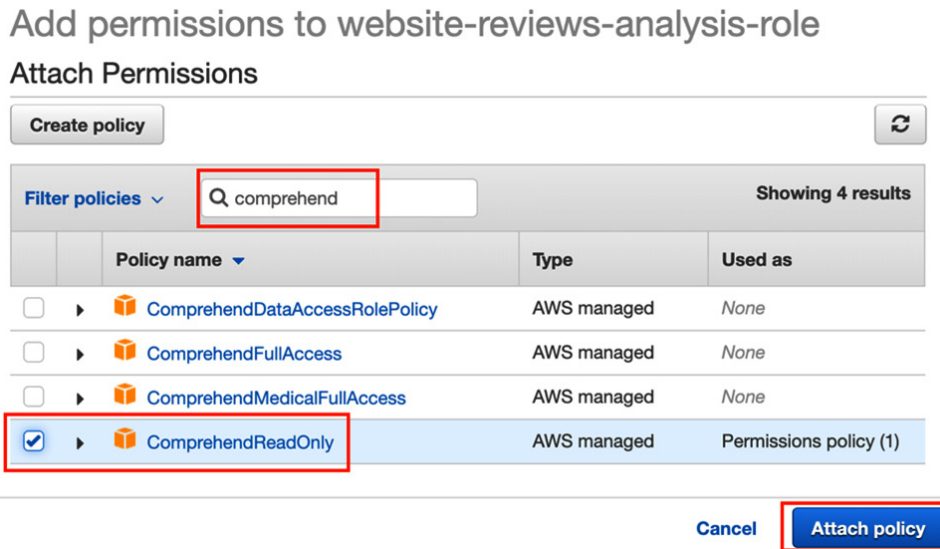 Add permissions to website-reviews-analysis-role
Attach Permissions
Create policy
Filter policies comprehend Showing 4 results
Policy name Type Used as
ComprehendDataAccessRolePolicy AWS managed None
ComprehendFullAccess AWS managed None
ComprehendMedicalFullAccess AWS managed None
ComprehendReadOnly AWS managed Permissions policy (1)
Cancel Attach policy